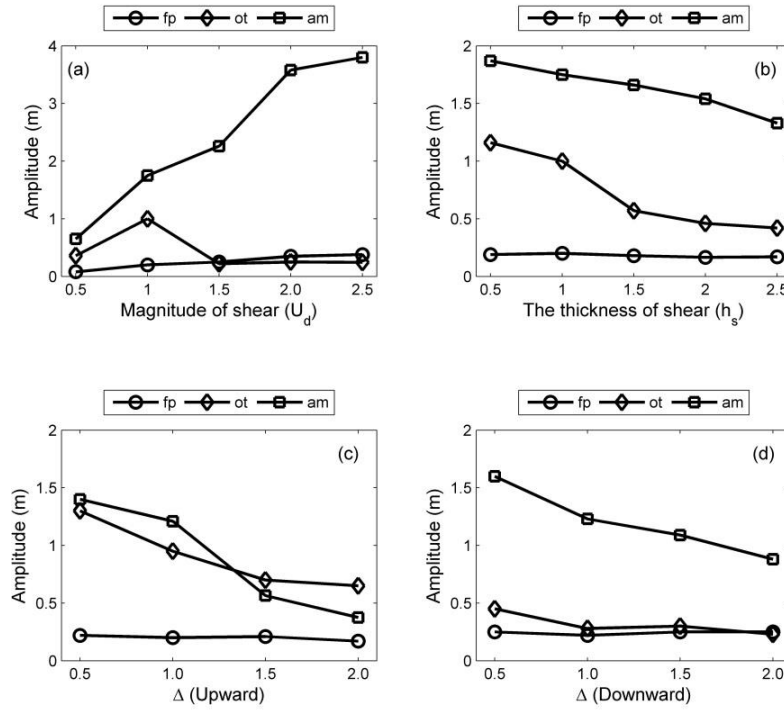 fp ot am
fp ot am
(a)
(b)
Amplitude (m)
4
3
2
1
0
0.5 1 1.5 2.0 2.5
Magnitude of shear (U_d)
Amplitude (m)
2
1.5
1
0.5
0
0.5 1 1.5 2 2.5
The thickness of shear (h_s)
fp ot am
fp ot am
(c)
(d)
Amplitude (m)
2
1.5
1
0.5
0
0.5 1.0 1.5 2.0
Δ (Upward)
Amplitude (m)
2
1.5
1
0.5
0
0.5 1.0 1.5 2.0
Δ (Downward)